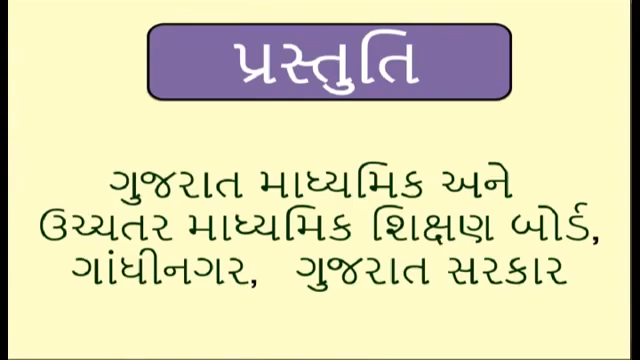 પ્રસ્તુતિ
ગુજરાત માધ્યમિક અને
ઉચ્ચતર માધ્યમિક શિક્ષણ બોર્ડ,
ગાંધીનગર, ગુજરાત સરકાર